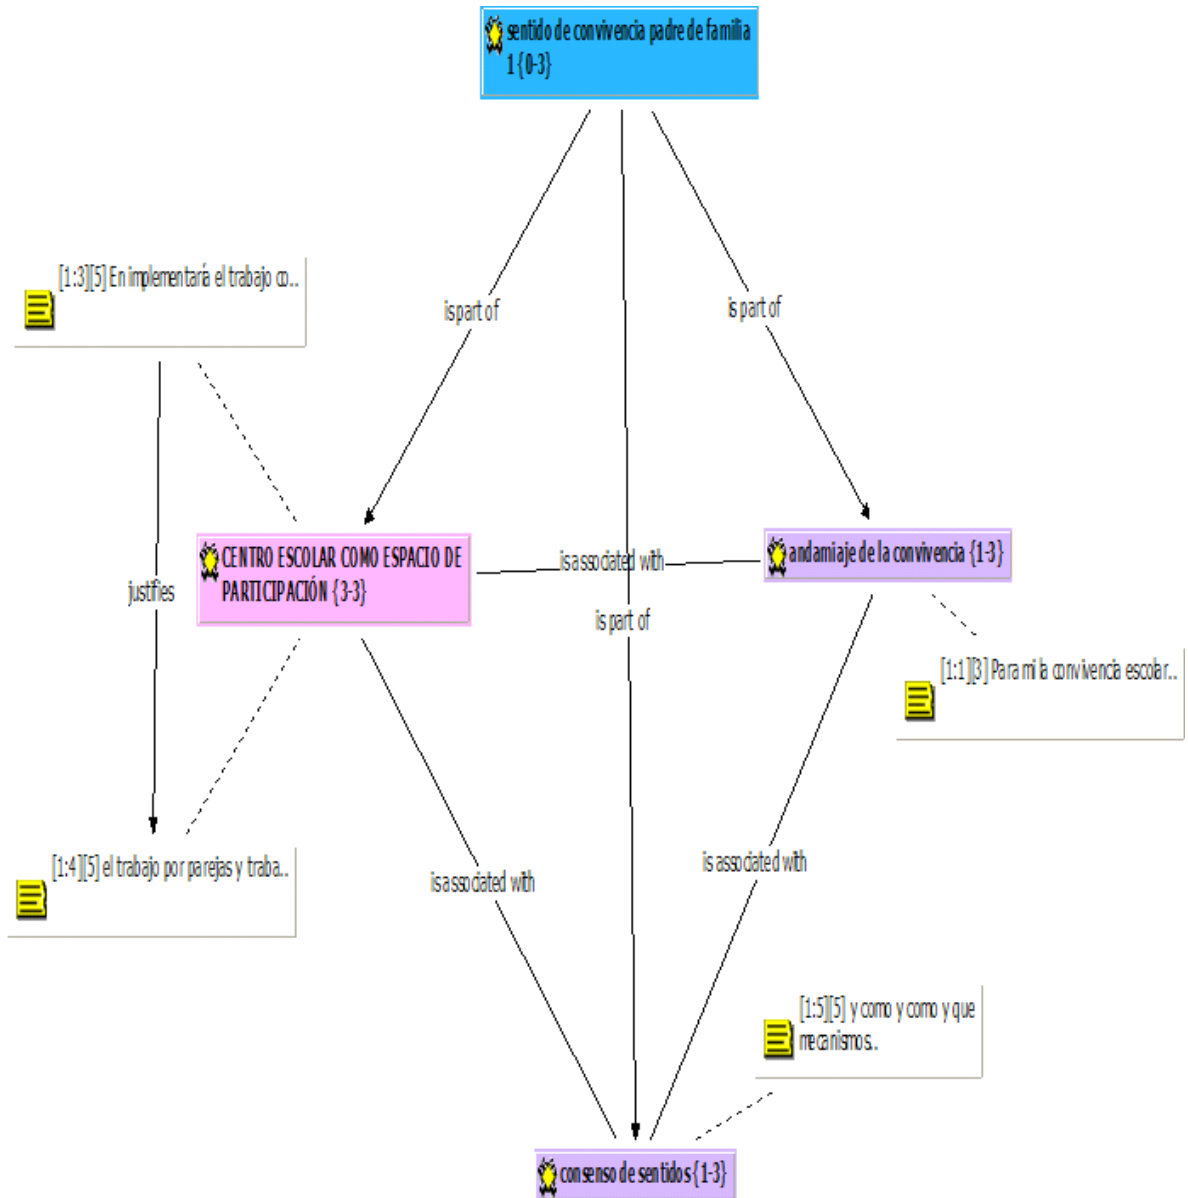 sentido de convivencia padre de familia
1 {0-3}
[1:3][5] En implementaría el trabajo co..
is part of
is part of
CENTRO ESCOLAR COMO ESPACIO DE
PARTICIPACIÓN {3-3}
is associated with
andamiaje de la convivencia {1-3}
justifies
is part of
[1:1][3] Para mi la convivencia escolar..
[1:4][5] el trabajo por parejas y traba..
is associated with
is associated with
[1:5][5] y como y como y que
mecanismos..
consenso de sentidos {1-3}